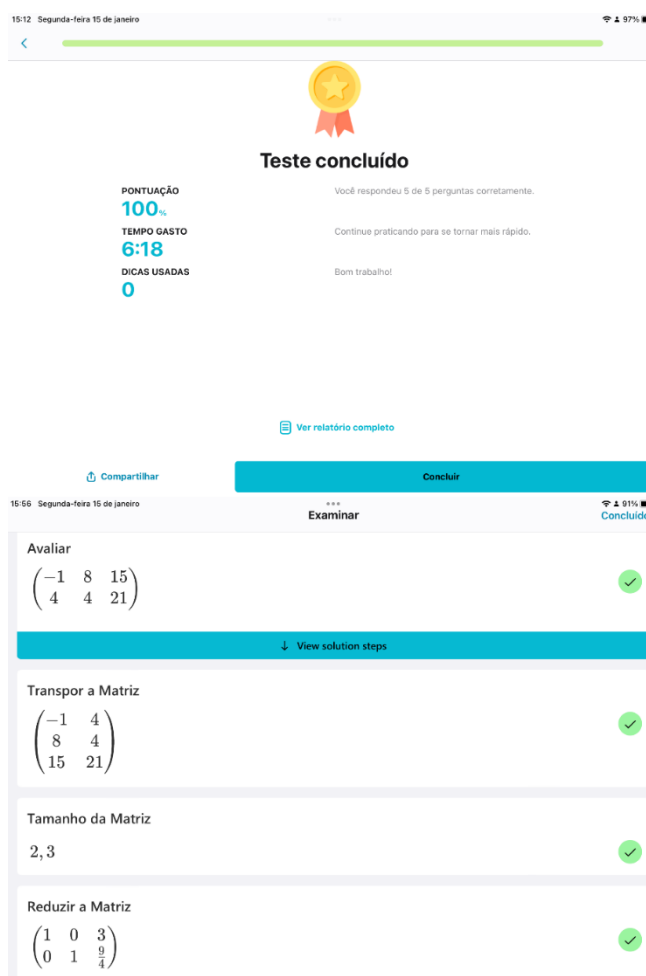 15:12 Segunda-feira 15 de janeiro
97%
Teste concluído
PONTUAÇÃO
100%
Você respondeu 5 de 5 perguntas corretamente.
TEMPO GASTO
6:18
Continue praticando para se tornar mais rápido.
DICAS USADAS
0
Bom trabalho!
Ver relatório completo
Compartilhar
Concluir
15:56 Segunda-feira 15 de janeiro
91%
Examinar
Concluído
Avaliar
−1 8 15
4 4 21
↓ View solution steps
Transpor a Matriz
−1 4
8 4
15 21
Tamanho da Matriz
2, 3
Reduzir a Matriz
1 0 3
0 1 9/4